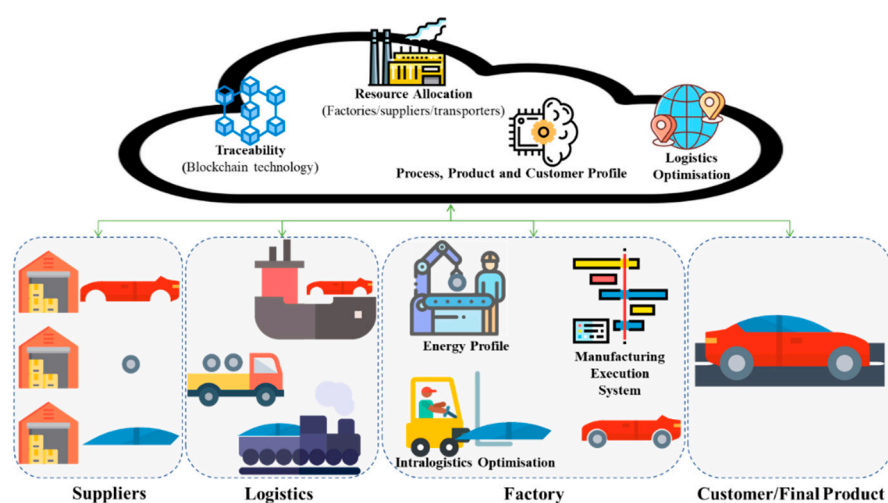 Resource Allocation
(Factories/suppliers/transporters)
Traceability
(Blockchain technology)
Process, Product and Customer Profile
Logistics
Optimisation
Energy Profile
Manufacturing
Execution
System
Intralogistics Optimisation
Suppliers
Logistics
Factory
Customer/Final Product